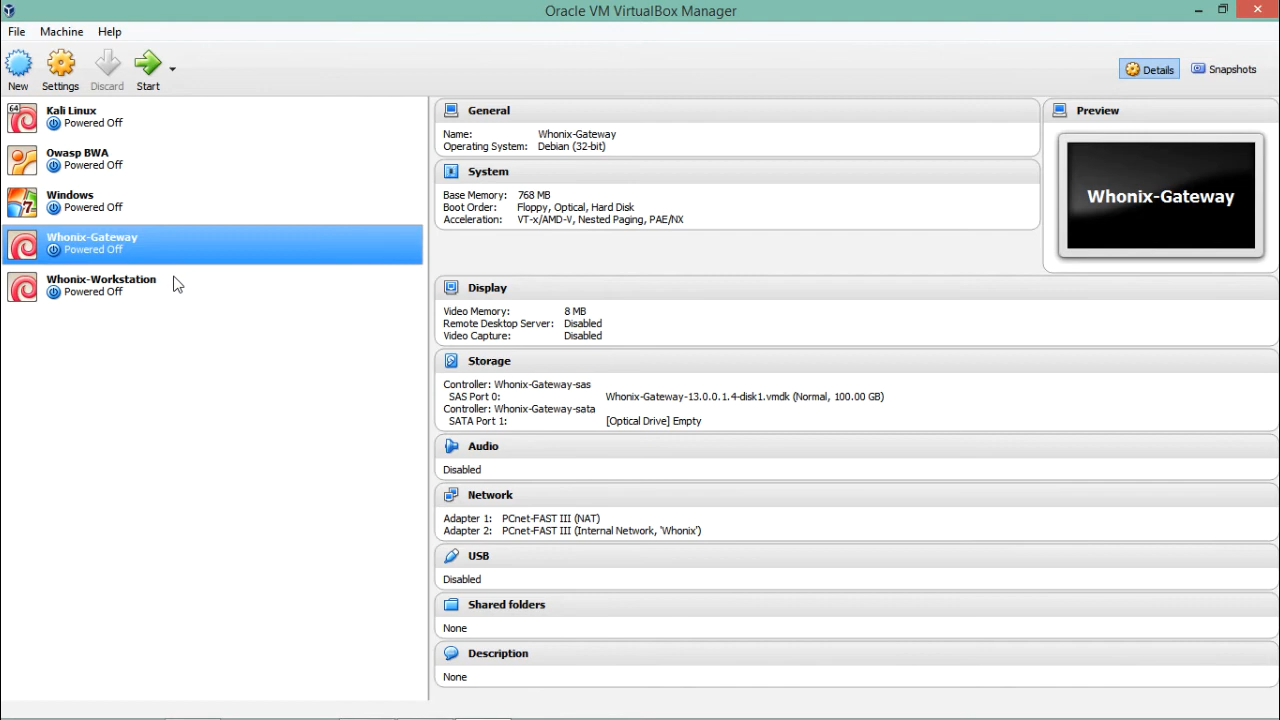 Oracle VM VirtualBox Manager
File Machine Help
New Settings Discard Start
Details Snapshots
64
Kali Linux
Powered Off
Owasp BWA
Powered Off
7
Windows
Powered Off
Whonix-Gateway
Powered Off
Whonix-Workstation
Powered Off
General
Name: Whonix-Gateway
Operating System: Debian (32-bit)
System
Base Memory: 768 MB
Boot Order: Floppy, Optical, Hard Disk
Acceleration: VT-x/AMD-V, Nested Paging, PAE/NX
Preview
Whonix-Gateway
Display
Video Memory: 8 MB
Remote Desktop Server: Disabled
Video Capture: Disabled
Storage
Controller: Whonix-Gateway-sas
SAS Port 0: Whonix-Gateway-13.0.0.1.4-disk1.vmdk (Normal, 100.00 GB)
Controller: Whonix-Gateway-sata
SATA Port 1: [Optical Drive] Empty
Audio
Disabled
Network
Adapter 1: PCnet-FAST III (NAT)
Adapter 2: PCnet-FAST III (Internal Network, 'Whonix')
USB
Disabled
Shared folders
None
Description
None